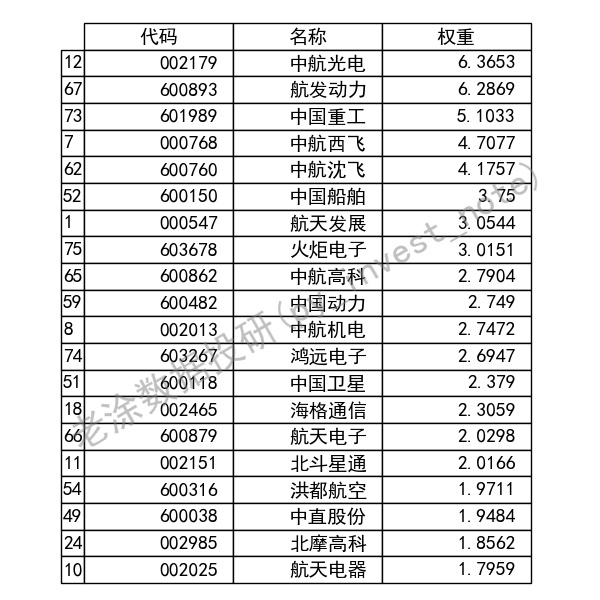 代码 名称 权重
12 002179 中航光电 6.3653
67 600893 航发动力 6.2869
73 601989 中国重工 5.1033
7 000768 中航西飞 4.7077
62 600760 中航沈飞 4.1757
52 600150 中国船舶 3.75
1 000547 航天发展 3.0544
75 603678 火炬电子 3.0151
65 600862 中航高科 2.7904
59 600482 中国动力 2.749
8 002013 中航机电 2.7472
74 603267 鸿远电子 2.6947
51 600118 中国卫星 2.379
18 002465 海格通信 2.3059
66 600879 航天电子 2.0298
11 002151 北斗星通 2.0166
54 600316 洪都航空 1.9711
49 600038 中直股份 1.9484
24 002985 北摩高科 1.8562
10 002025 航天电器 1.7959
老涂数据投研(py_invest_note)